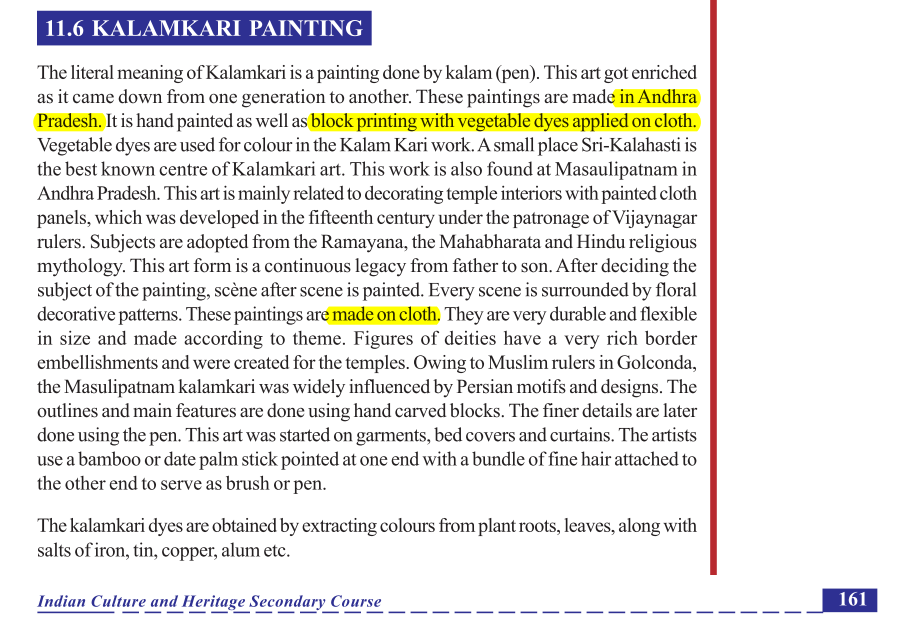 11.6 KALAMKARI PAINTING
The literal meaning of Kalamkari is a painting done by kalam (pen). This art got enriched
as it came down from one generation to another. These paintings are made in Andhra
Pradesh. It is hand painted as well as block printing with vegetable dyes applied on cloth.
Vegetable dyes are used for colour in the Kalam Kari work. A small place Sri-Kalahasti is
the best known centre of Kalamkari art. This work is also found at Masaulipatnam in
Andhra Pradesh. This art is mainly related to decorating temple interiors with painted cloth
panels, which was developed in the fifteenth century under the patronage of Vijaynagar
rulers. Subjects are adopted from the Ramayana, the Mahabharata and Hindu religious
mythology. This art form is a continuous legacy from father to son. After deciding the
subject of the painting, scène after scene is painted. Every scene is surrounded by floral
decorative patterns. These paintings are made on cloth. They are very durable and flexible
in size and made according to theme. Figures of deities have a very rich border
embellishments and were created for the temples. Owing to Muslim rulers in Golconda,
the Masulipatnam kalamkari was widely influenced by Persian motifs and designs. The
outlines and main features are done using hand carved blocks. The finer details are later
done using the pen. This art was started on garments, bed covers and curtains. The artists
use a bamboo or date palm stick pointed at one end with a bundle of fine hair attached to
the other end to serve as brush or pen.
The kalamkari dyes are obtained by extracting colours from plant roots, leaves, along with
salts of iron, tin, copper, alum etc.
Indian Culture and Heritage Secondary Course
161